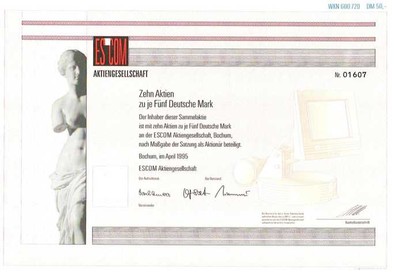 WKN 680 720 DM 50,-
ESCOM
AKTIENGESELLSCHAFT
Nr. 01607
Zehn Aktien
zu je Fünf Deutsche Mark
Der Inhaber dieser Sammelaktie
ist mit zehn Aktien zu je Fünf Deutsche Mark
an der ESCOM Aktiengesellschaft, Bochum,
nach Maßgabe der Satzung als Aktionär beteiligt.
Bochum, im April 1995
ESCOM Aktiengesellschaft
Der Aufsichtsrat Der Vorstand
Vorsitzender